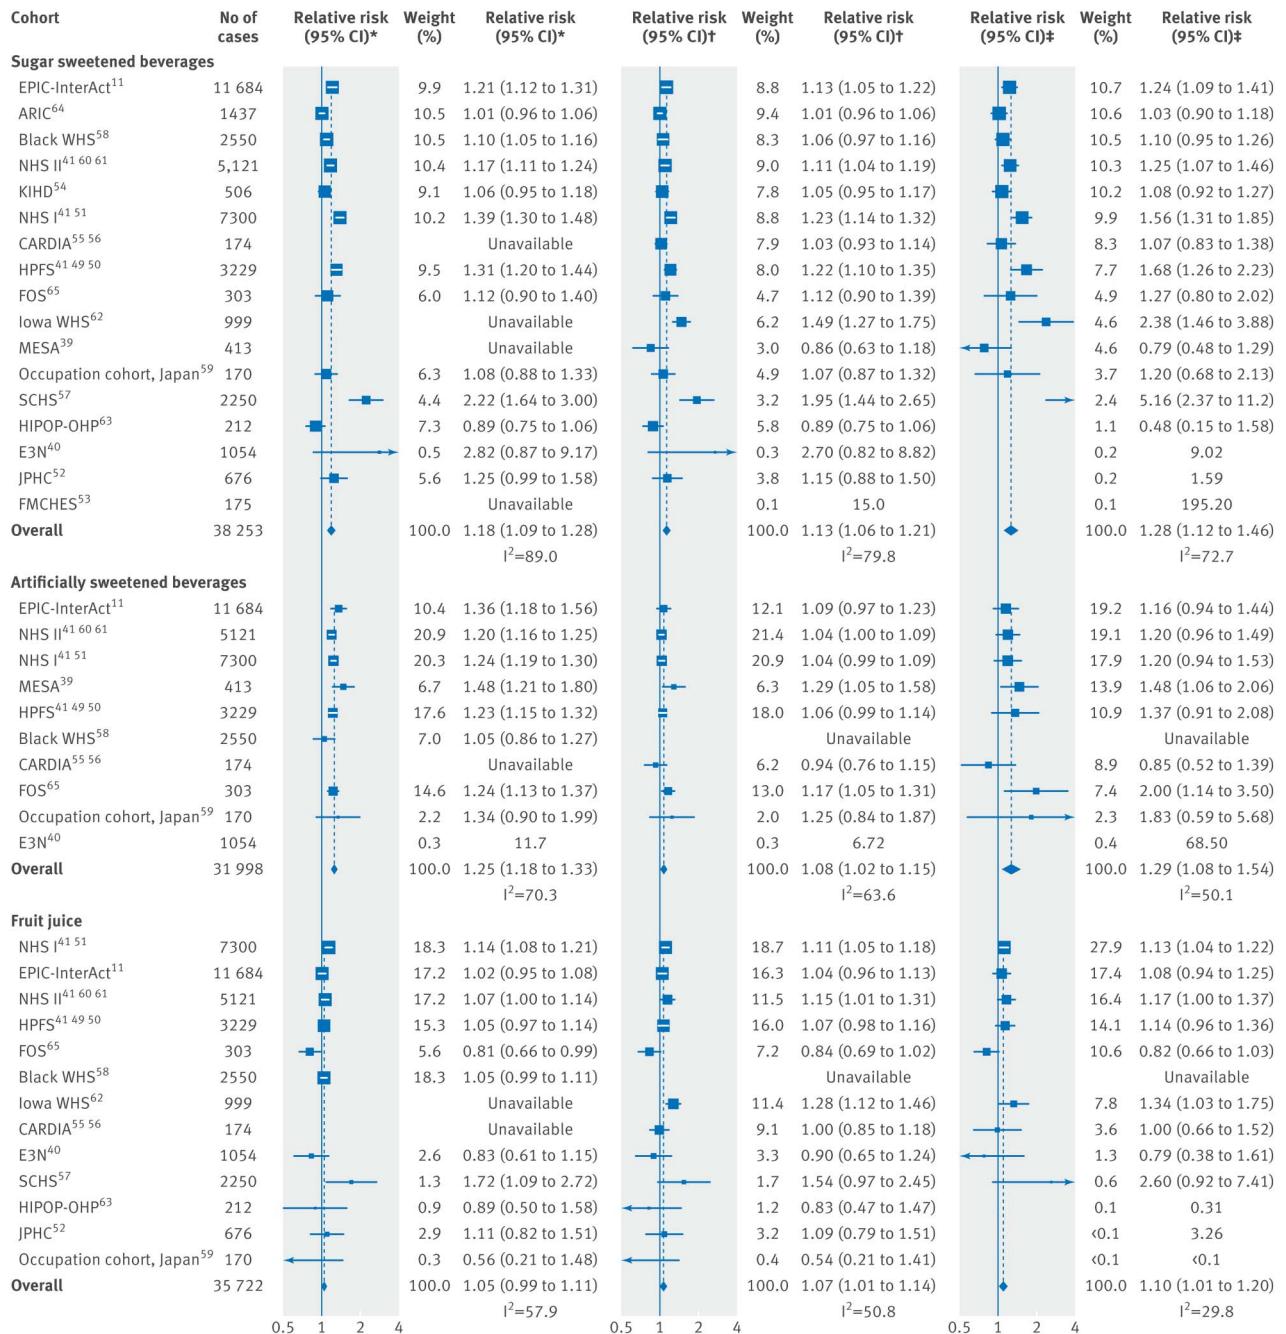 Cohort No of cases Relative risk (95% CI)* Weight (%) Relative risk (95% CI)* Relative risk (95% CI)† Weight (%) Relative risk (95% CI)† Relative risk (95% CI)‡ Weight (%) Relative risk (95% CI)‡
Sugar sweetened beverages
EPIC-InterAct11 11 684 9.9 1.21 (1.12 to 1.31) 8.8 1.13 (1.05 to 1.22) 10.7 1.24 (1.09 to 1.41)
ARIC64 1437 10.5 1.01 (0.96 to 1.06) 9.4 1.01 (0.96 to 1.06) 10.6 1.03 (0.90 to 1.18)
Black WHS58 2550 10.5 1.10 (1.05 to 1.16) 8.3 1.06 (0.97 to 1.16) 10.5 1.10 (0.95 to 1.26)
NHS II41 60 61 5,121 10.4 1.17 (1.11 to 1.24) 9.0 1.11 (1.04 to 1.19) 10.3 1.25 (1.07 to 1.46)
KIHD54 506 9.1 1.06 (0.95 to 1.18) 7.8 1.05 (0.95 to 1.17) 10.2 1.08 (0.92 to 1.27)
NHS I41 51 7300 10.2 1.39 (1.30 to 1.48) 8.8 1.23 (1.14 to 1.32) 9.9 1.56 (1.31 to 1.85)
CARDIA55 56 174 Unavailable 7.9 1.03 (0.93 to 1.14) 8.3 1.07 (0.83 to 1.38)
HPFS41 49 50 3229 9.5 1.31 (1.20 to 1.44) 8.0 1.22 (1.10 to 1.35) 7.7 1.68 (1.26 to 2.23)
FOS65 303 6.0 1.12 (0.90 to 1.40) 4.7 1.12 (0.90 to 1.39) 4.9 1.27 (0.80 to 2.02)
Iowa WHS62 999 Unavailable 6.2 1.49 (1.27 to 1.75) 4.6 2.38 (1.46 to 3.88)
MESA39 413 Unavailable 3.0 0.86 (0.63 to 1.18) 4.6 0.79 (0.48 to 1.29)
Occupation cohort, Japan59 170 6.3 1.08 (0.88 to 1.33) 4.9 1.07 (0.87 to 1.32) 3.7 1.20 (0.68 to 2.13)
SCHS57 2250 4.4 2.22 (1.64 to 3.00) 3.2 1.95 (1.44 to 2.65) 2.4 5.16 (2.37 to 11.2)
HIPOP-OHP63 212 7.3 0.89 (0.75 to 1.06) 5.8 0.89 (0.75 to 1.06) 1.1 0.48 (0.15 to 1.58)
E3N40 1054 0.5 2.82 (0.87 to 9.17) 0.3 2.70 (0.82 to 8.82) 0.2 9.02
JPHC52 676 5.6 1.25 (0.99 to 1.58) 3.8 1.15 (0.88 to 1.50) 0.2 1.59
FMCHES53 175 Unavailable 0.1 15.0 0.1 195.20
Overall 38 253 100.0 1.18 (1.09 to 1.28) 100.0 1.13 (1.06 to 1.21) 100.0 1.28 (1.12 to 1.46)
I2=89.0 I2=79.8 I2=72.7
Artificially sweetened beverages
EPIC-InterAct11 11 684 10.4 1.36 (1.18 to 1.56) 12.1 1.09 (0.97 to 1.23) 19.2 1.16 (0.94 to 1.44)
NHS II41 60 61 5121 20.9 1.20 (1.16 to 1.25) 21.4 1.04 (1.00 to 1.09) 19.1 1.20 (0.96 to 1.49)
NHS I41 51 7300 20.3 1.24 (1.19 to 1.30) 20.9 1.04 (0.99 to 1.09) 17.9 1.20 (0.94 to 1.53)
MESA39 413 6.7 1.48 (1.21 to 1.80) 6.3 1.29 (1.05 to 1.58) 13.9 1.48 (1.06 to 2.06)
HPFS41 49 50 3229 17.6 1.23 (1.15 to 1.32) 18.0 1.06 (0.99 to 1.14) 10.9 1.37 (0.91 to 2.08)
Black WHS58 2550 7.0 1.05 (0.86 to 1.27) Unavailable Unavailable
CARDIA55 56 174 Unavailable 6.2 0.94 (0.76 to 1.15) 8.9 0.85 (0.52 to 1.39)
FOS65 303 14.6 1.24 (1.13 to 1.37) 13.0 1.17 (1.05 to 1.31) 7.4 2.00 (1.14 to 3.50)
Occupation cohort, Japan59 170 2.2 1.34 (0.90 to 1.99) 2.0 1.25 (0.84 to 1.87) 2.3 1.83 (0.59 to 5.68)
E3N40 1054 0.3 11.7 0.3 6.72 0.4 68.50
Overall 31 998 100.0 1.25 (1.18 to 1.33) 100.0 1.08 (1.02 to 1.15) 100.0 1.29 (1.08 to 1.54)
I2=70.3 I2=63.6 I2=50.1
Fruit juice
NHS I41 51 7300 18.3 1.14 (1.08 to 1.21) 18.7 1.11 (1.05 to 1.18) 27.9 1.13 (1.04 to 1.22)
EPIC-InterAct11 11 684 17.2 1.02 (0.95 to 1.08) 16.3 1.04 (0.96 to 1.13) 17.4 1.08 (0.94 to 1.25)
NHS II41 60 61 5121 17.2 1.07 (1.00 to 1.14) 11.5 1.15 (1.01 to 1.31) 16.4 1.17 (1.00 to 1.37)
HPFS41 49 50 3229 15.3 1.05 (0.97 to 1.14) 16.0 1.07 (0.98 to 1.16) 14.1 1.14 (0.96 to 1.36)
FOS65 303 5.6 0.81 (0.66 to 0.99) 7.2 0.84 (0.69 to 1.02) 10.6 0.82 (0.66 to 1.03)
Black WHS58 2550 18.3 1.05 (0.99 to 1.11) Unavailable Unavailable
Iowa WHS62 999 Unavailable 11.4 1.28 (1.12 to 1.46) 7.8 1.34 (1.03 to 1.75)
CARDIA55 56 174 Unavailable 9.1 1.00 (0.85 to 1.18) 3.6 1.00 (0.66 to 1.52)
E3N40 1054 2.6 0.83 (0.61 to 1.15) 3.3 0.90 (0.65 to 1.24) 1.3 0.79 (0.38 to 1.61)
SCHS57 2250 1.3 1.72 (1.09 to 2.72) 1.7 1.54 (0.97 to 2.45) 0.6 2.60 (0.92 to 7.41)
HIPOP-OHP63 212 0.9 0.89 (0.50 to 1.58) 1.2 0.83 (0.47 to 1.47) 0.1 0.31
JPHC52 676 2.9 1.11 (0.82 to 1.51) 3.2 1.09 (0.79 to 1.51) <0.1 3.26
Occupation cohort, Japan59 170 0.3 0.56 (0.21 to 1.48) 0.4 0.54 (0.21 to 1.41) <0.1 <0.1
Overall 35 722 100.0 1.05 (0.99 to 1.11) 100.0 1.07 (1.01 to 1.14) 100.0 1.10 (1.01 to 1.20)
I2=57.9 I2=50.8 I2=29.8
0.5 1 2 4 0.5 1 2 4 0.5 1 2 4